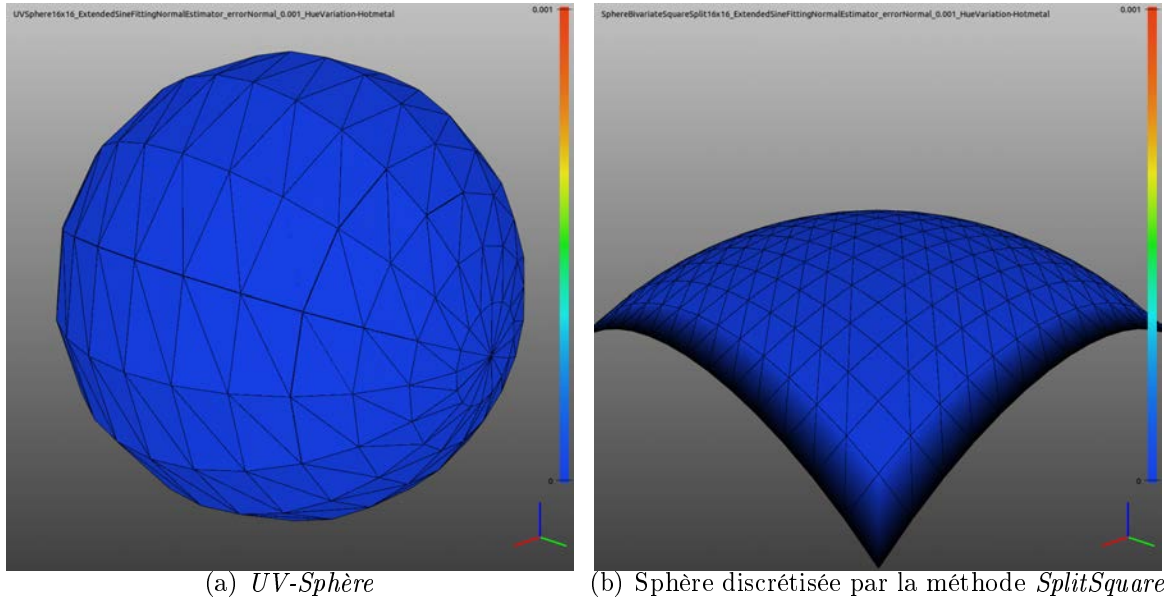 UVSphere16x16_ExtendedSineFittingNormalEstimator_errorNormal_0.001_HueVariation-Hotmetal
0.001
0
SphereBivariateSquareSplit16x16_ExtendedSineFittingNormalEstimator_errorNormal_0.001_HueVariation-Hotmetal
0.001
0
(a) UV-Sphère
(b) Sphère discrétisée par la méthode SplitSquare